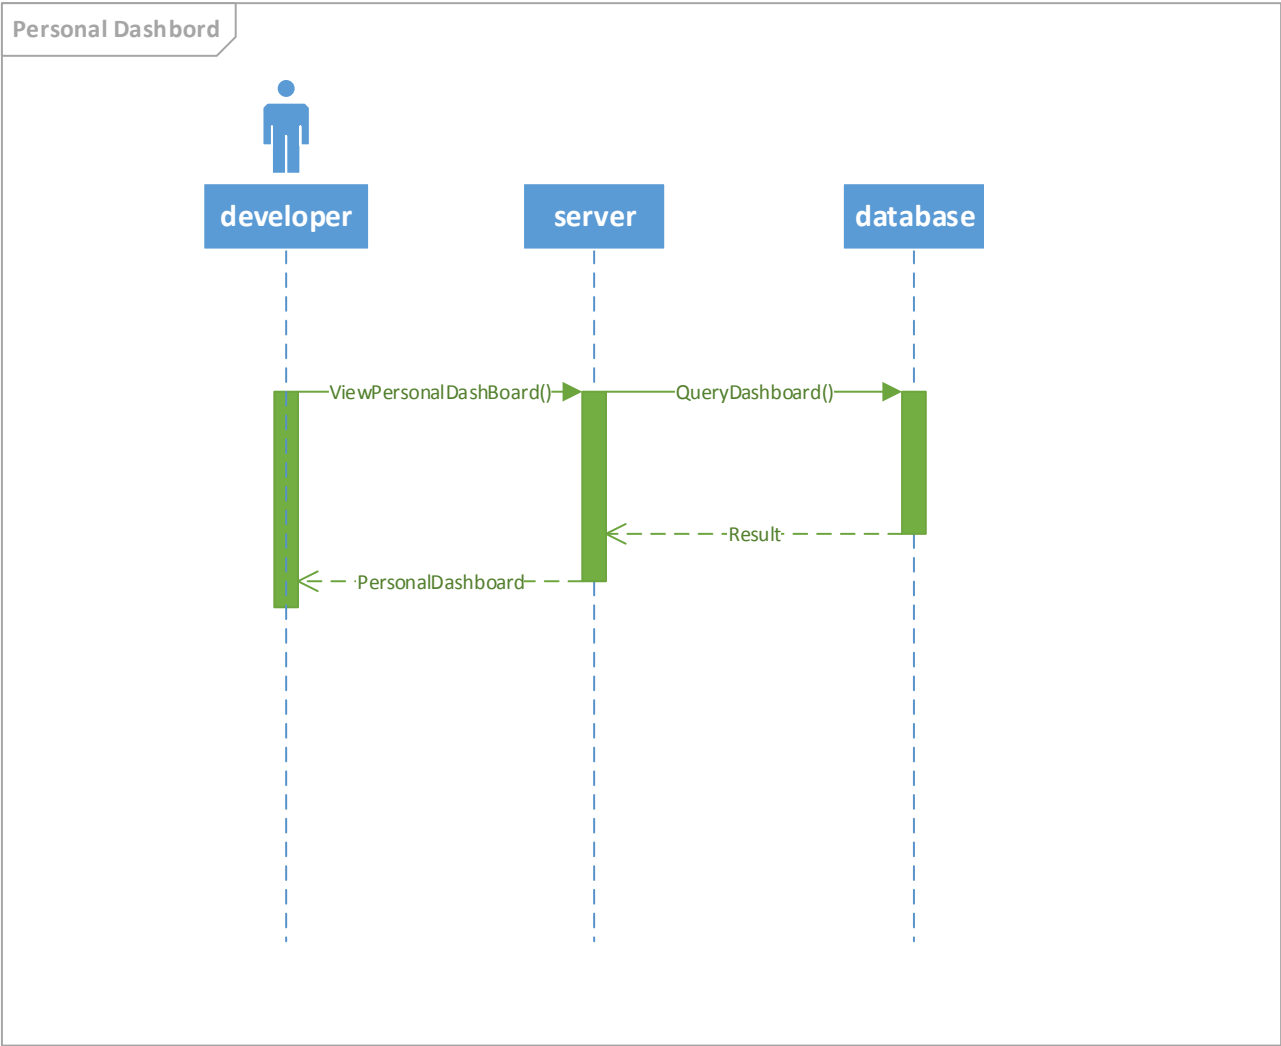 Personal Dashbord
developer
server
database
ViewPersonalDashBoard()
QueryDashboard()
Result
PersonalDashboard